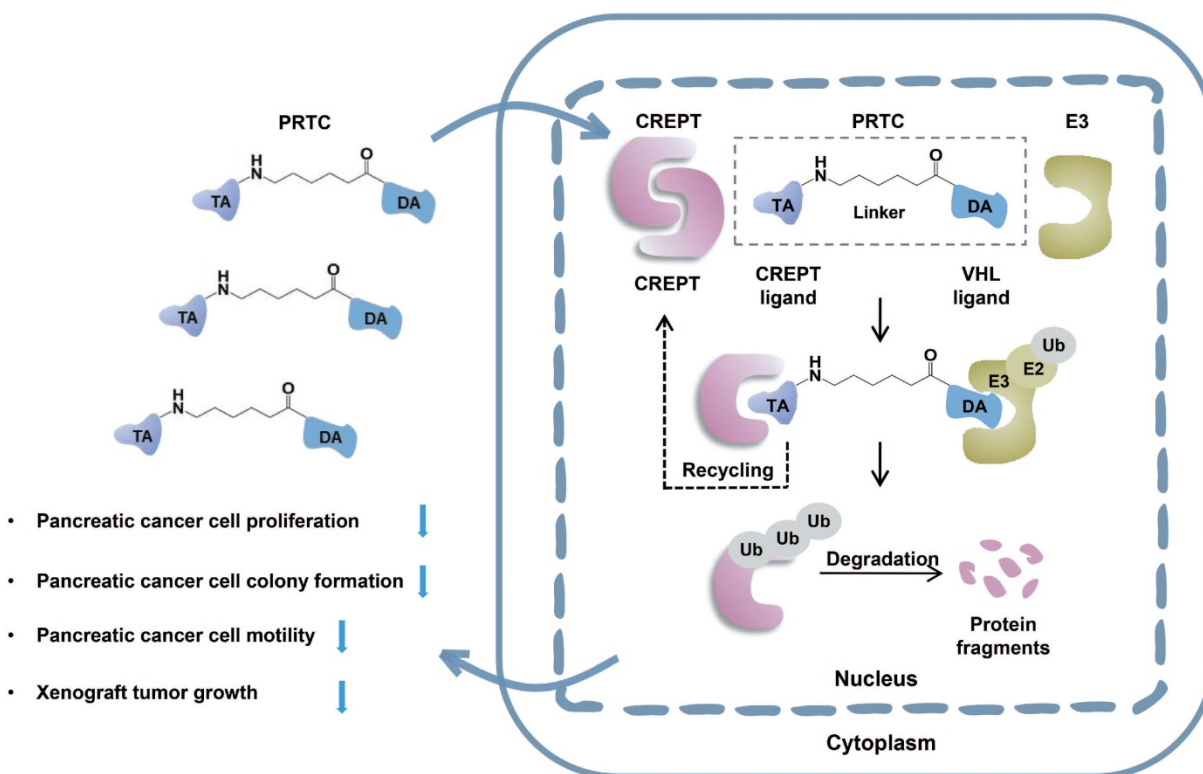 PRTC
H
N
O
TA
DA
H
N
O
TA
DA
H
N
O
TA
DA
• Pancreatic cancer cell proliferation
• Pancreatic cancer cell colony formation
• Pancreatic cancer cell motility
• Xenograft tumor growth
CREPT
PRTC
E3
H
N
O
TA
Linker
DA
CREPT
CREPT
ligand
VHL
ligand
Ub
H
N
O
E3
E2
TA
DA
Recycling
Ub
Ub
Ub
Degradation
Protein
fragments
Nucleus
Cytoplasm